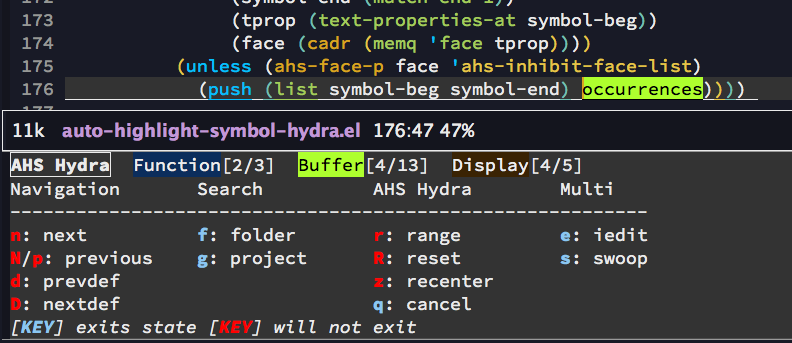 172 (symbol-end (match-end 1))
173 (tprop (text-properties-at symbol-beg))
174 (face (cadr (memq 'face tprop))))
175 (unless (ahs-face-p face 'ahs-inhibit-face-list)
176 (push (list symbol-beg symbol-end) occurrences))))
177
11k auto-highlight-symbol-hydra.el 176:47 47%
AHS Hydra Function[2/3] Buffer[4/13] Display[4/5]
Navigation Search AHS Hydra Multi
----------------------------------------------------------
n: next f: folder r: range e: iedit
N/p: previous g: project R: reset s: swoop
d: prevdef z: recenter
D: nextdef q: cancel
[KEY] exits state [KEY] will not exit